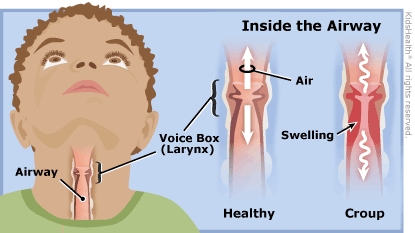 Inside the Airway
Air
Voice Box
(Larynx)
Swelling
Airway
Healthy
Croup
KidsHealth® All rights reserved.